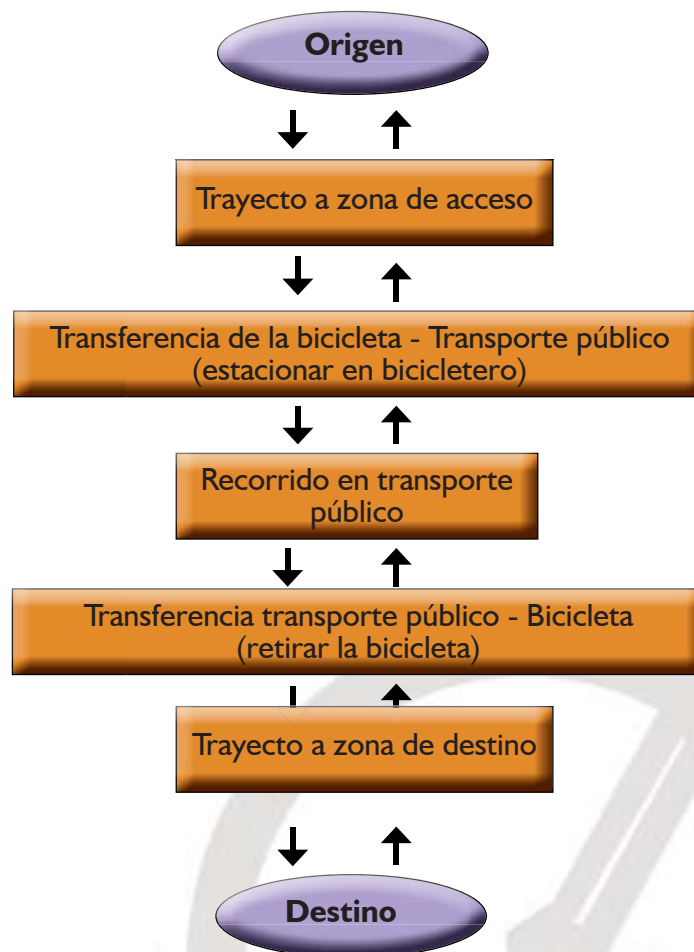 Origen
Trayecto a zona de acceso
Transferencia de la bicicleta - Transporte público
(estacionar en bicicletero)
Recorrido en transporte
público
Transferencia transporte público - Bicicleta
(retirar la bicicleta)
Trayecto a zona de destino
Destino